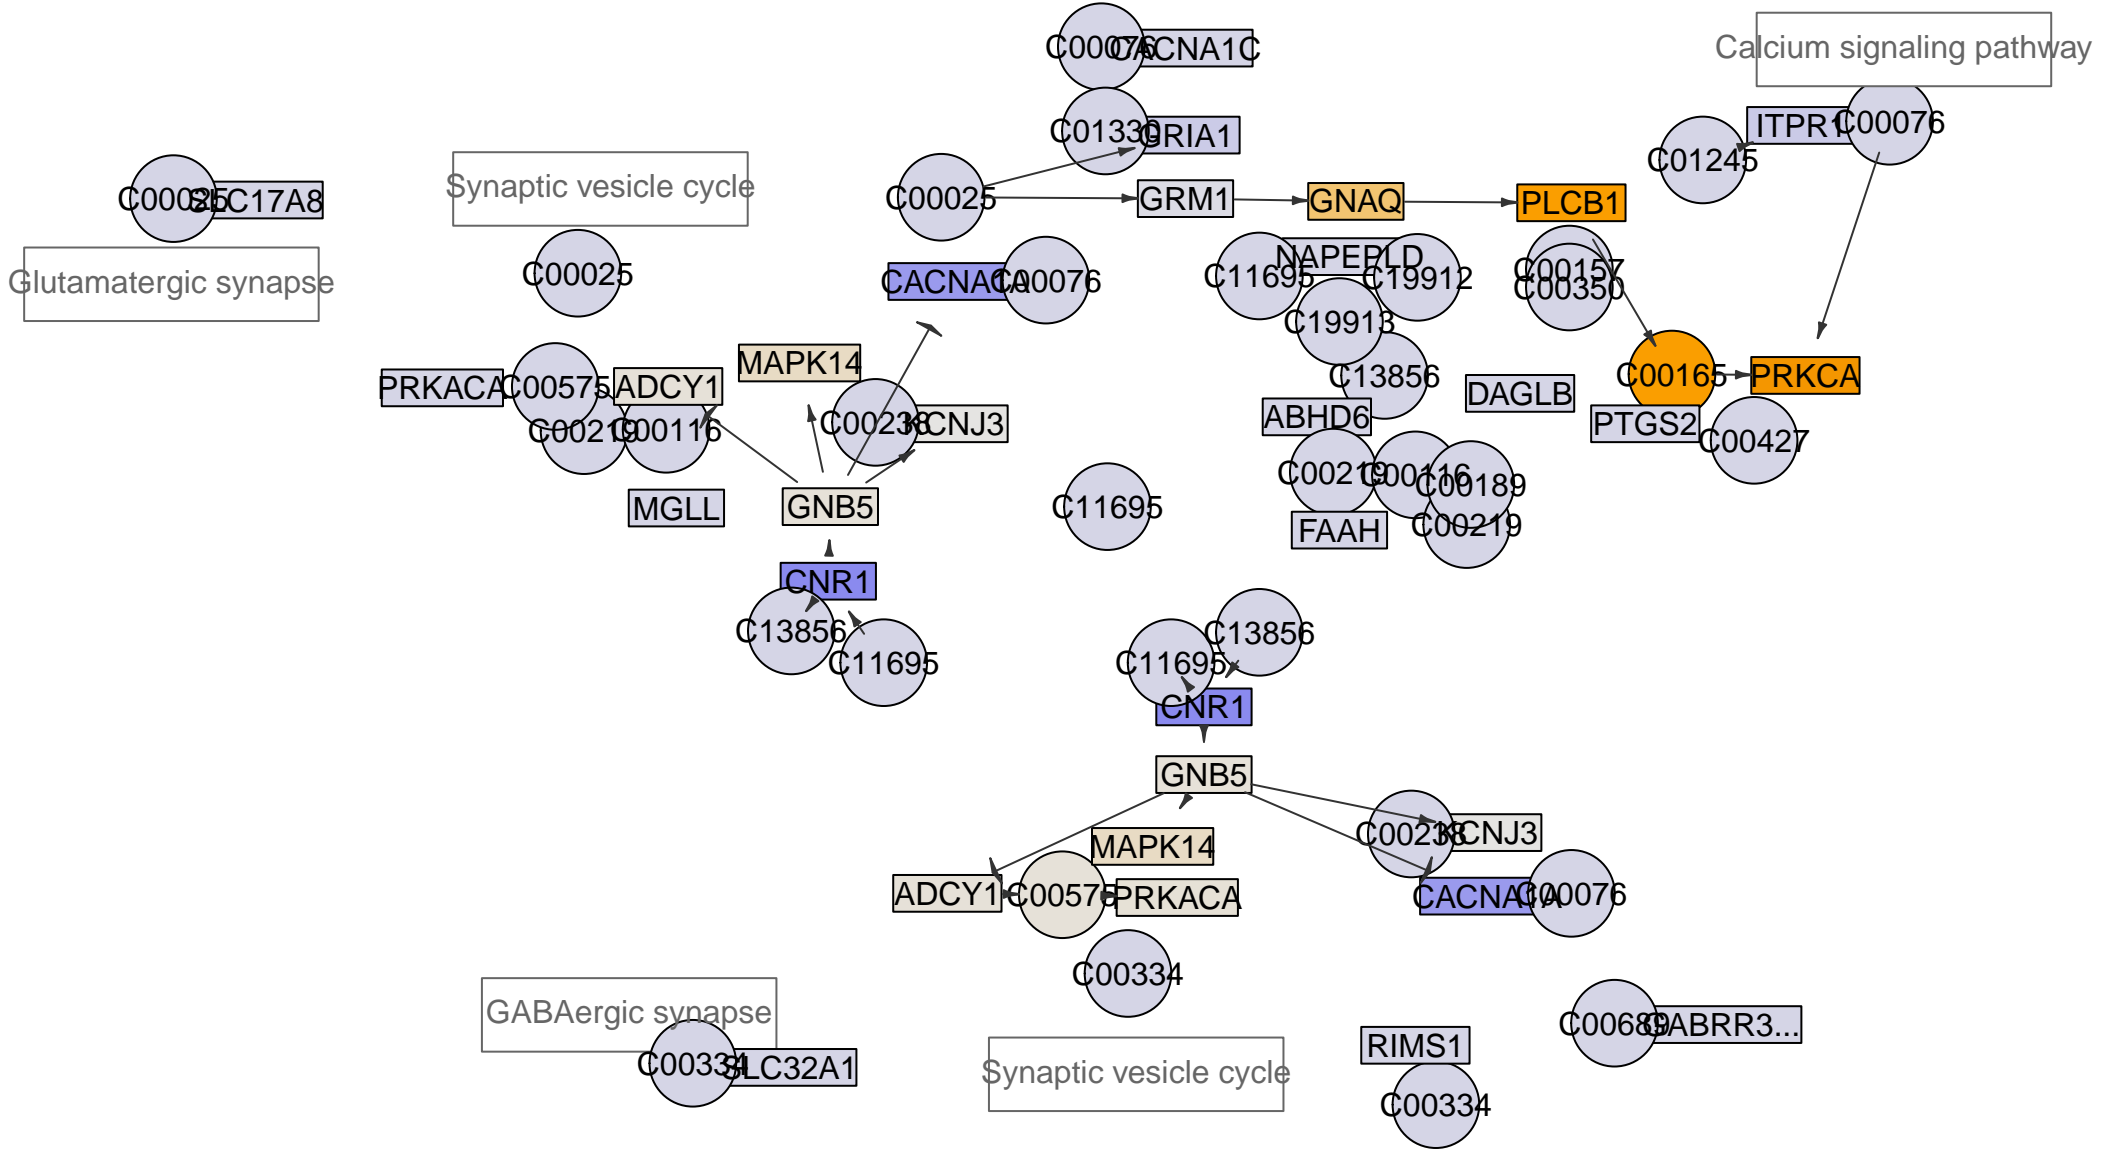 C00076
CACNA1C
Calcium signaling pathway
C01330
GRIA1
ITPR1
C00076
C01245
Synaptic vesicle cycle
C00025
SLC17A8
C00025
GRM1
GNAQ
PLCB1
Glutamatergic synapse
C00025
CACNA1A
C00076
C11695
NAPEPLD
C19912
C00157
C00350
C19913
MAPK14
C13856
C00165
PRKCA
PRKACA
C00575
ADCY1
DAGLB
C00219
C00116
C00238
KCNJ3
ABHD6
PTGS2
C00427
C00219
C00116
C00189
MGLL
GNB5
C11695
FAAH
C00219
CNR1
C13856
C11695
C13856
C11695
CNR1
GNB5
C00238
KCNJ3
MAPK14
ADCY1
C00575
PRKACA
CACNA1A
C00076
C00334
GABAergic synapse
C00334
SLC32A1
Synaptic vesicle cycle
RIMS1
C00689
GABRR3...
C00334